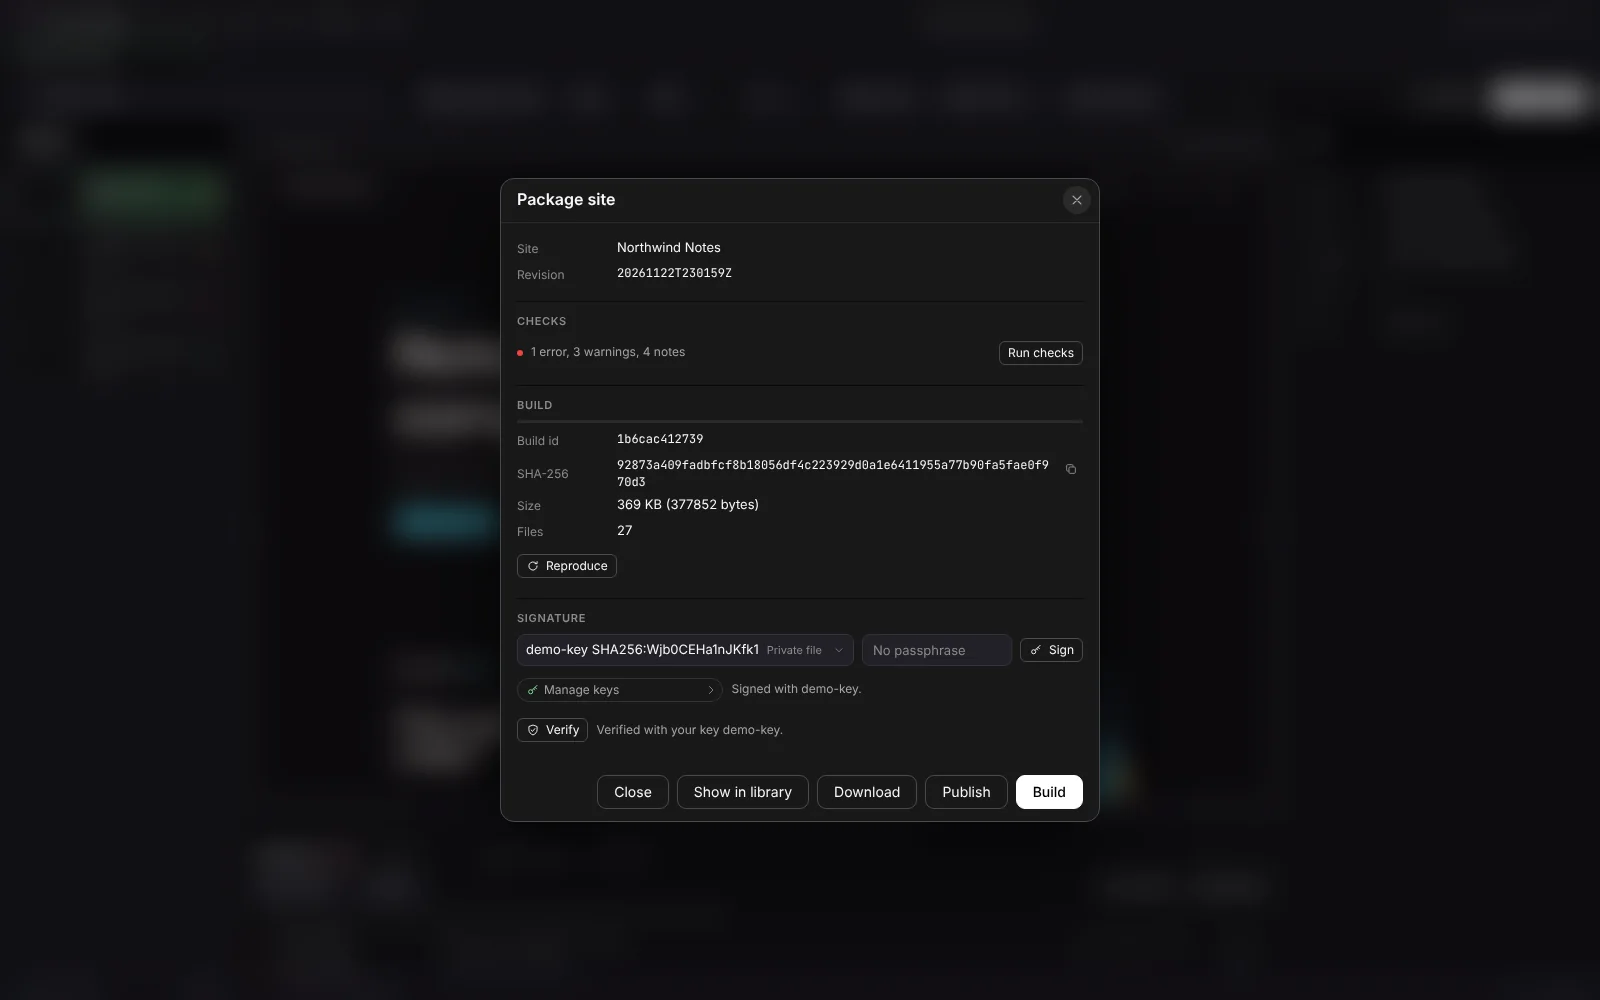 Package site
Site Northwind Notes
Revision 20261122T230159Z
CHECKS
1 error, 3 warnings, 4 notes Run checks
BUILD
Build id 1b6cac412739
SHA-256 92873a409fadbfcf8b18056df4c223929d0a1e6411955a77b90fa5fae0f9
70d3
Size 369 KB (377852 bytes)
Files 27
Reproduce
SIGNATURE
demo-key SHA256:Wjb0CEHa1nJKfk1 Private file No passphrase Sign
Manage keys Signed with demo-key.
Verify Verified with your key demo-key.
Close Show in library Download Publish Build